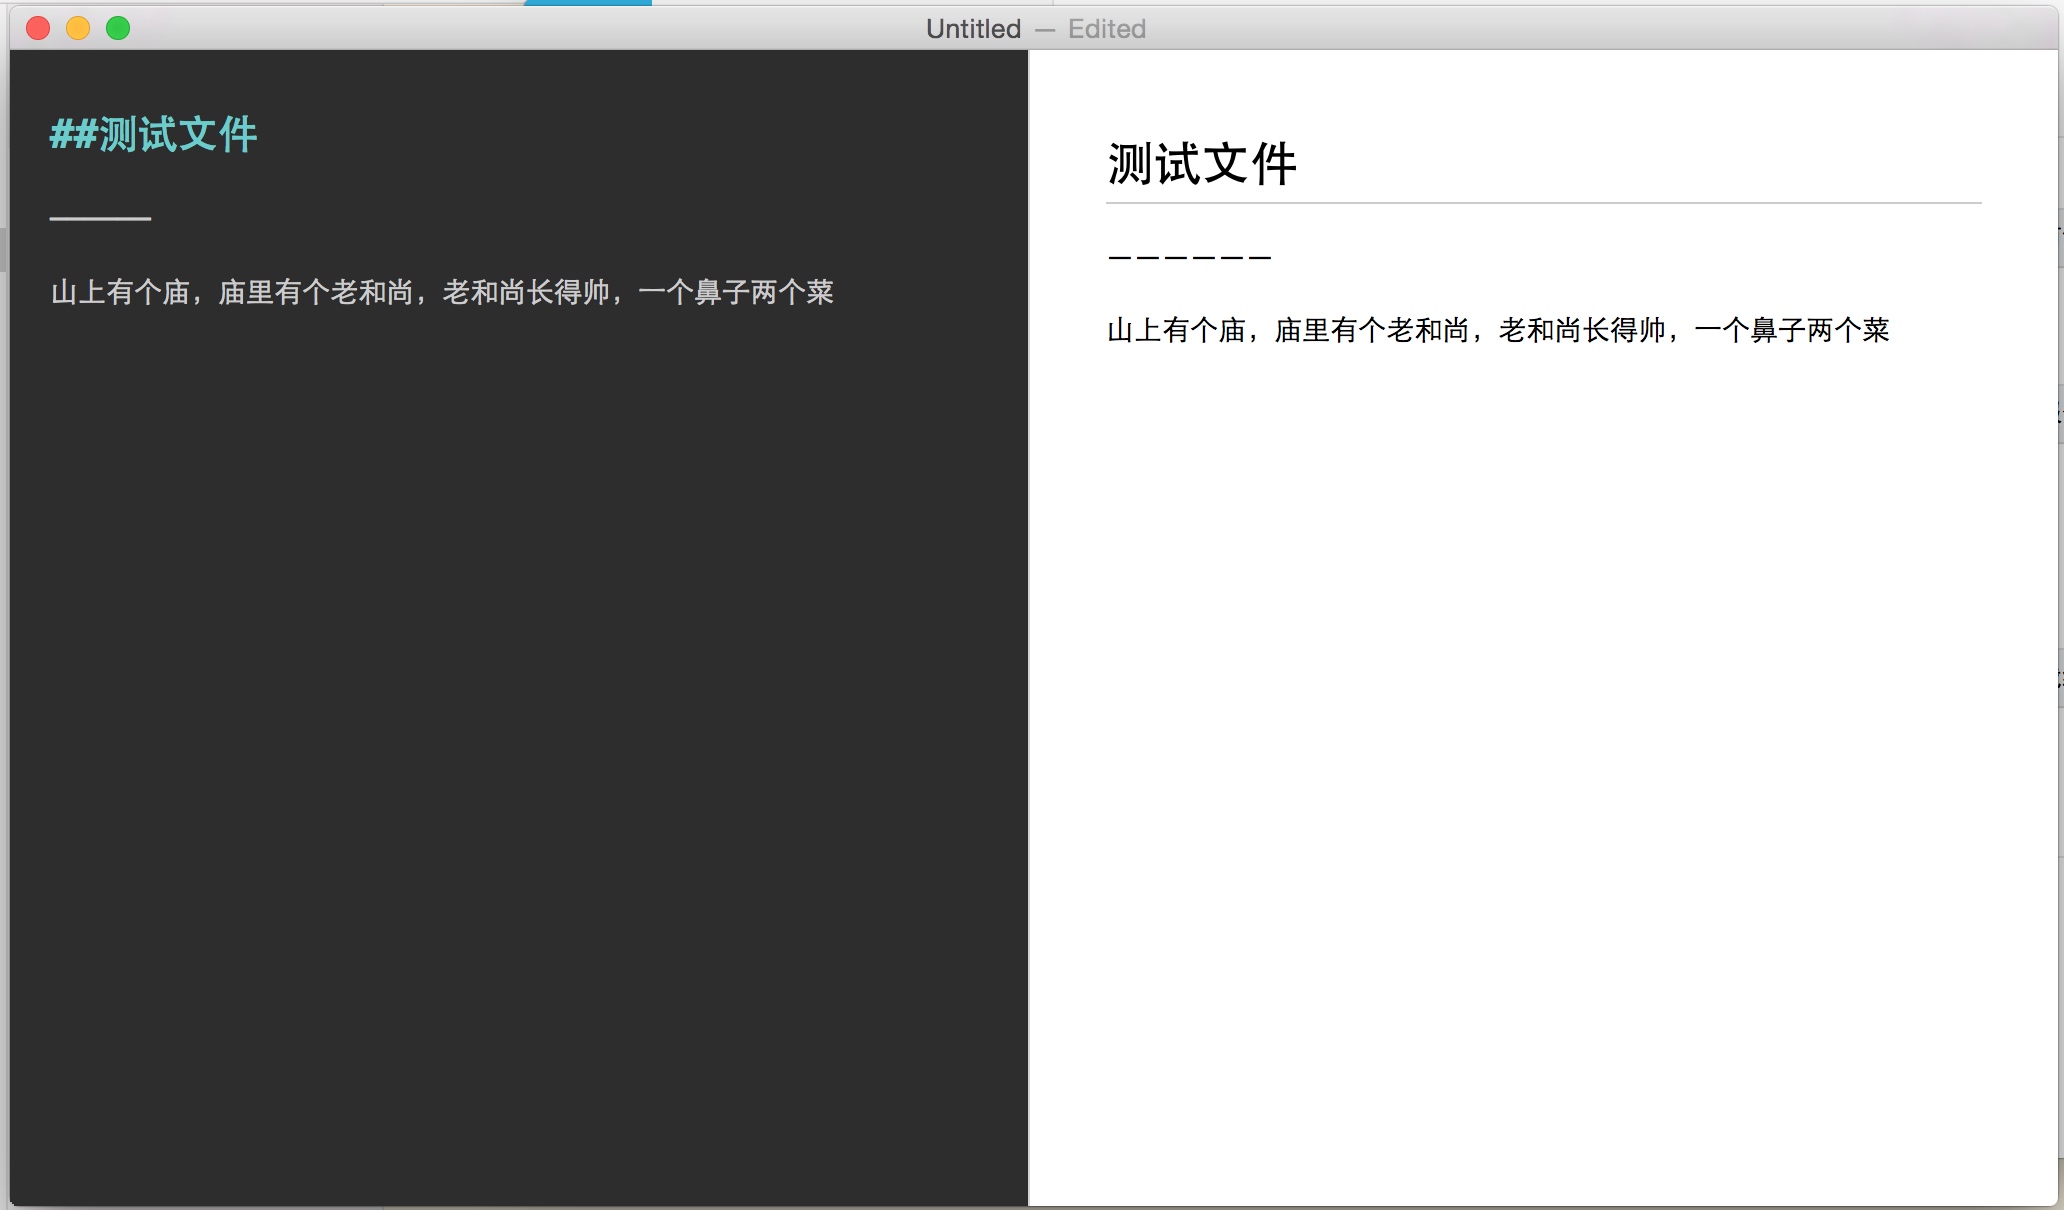 Untitled — Edited
##测试文件
——————
山上有个庙，庙里有个老和尚，老和尚长得帅，一个鼻子两个菜
测试文件
——————
山上有个庙，庙里有个老和尚，老和尚长得帅，一个鼻子两个菜